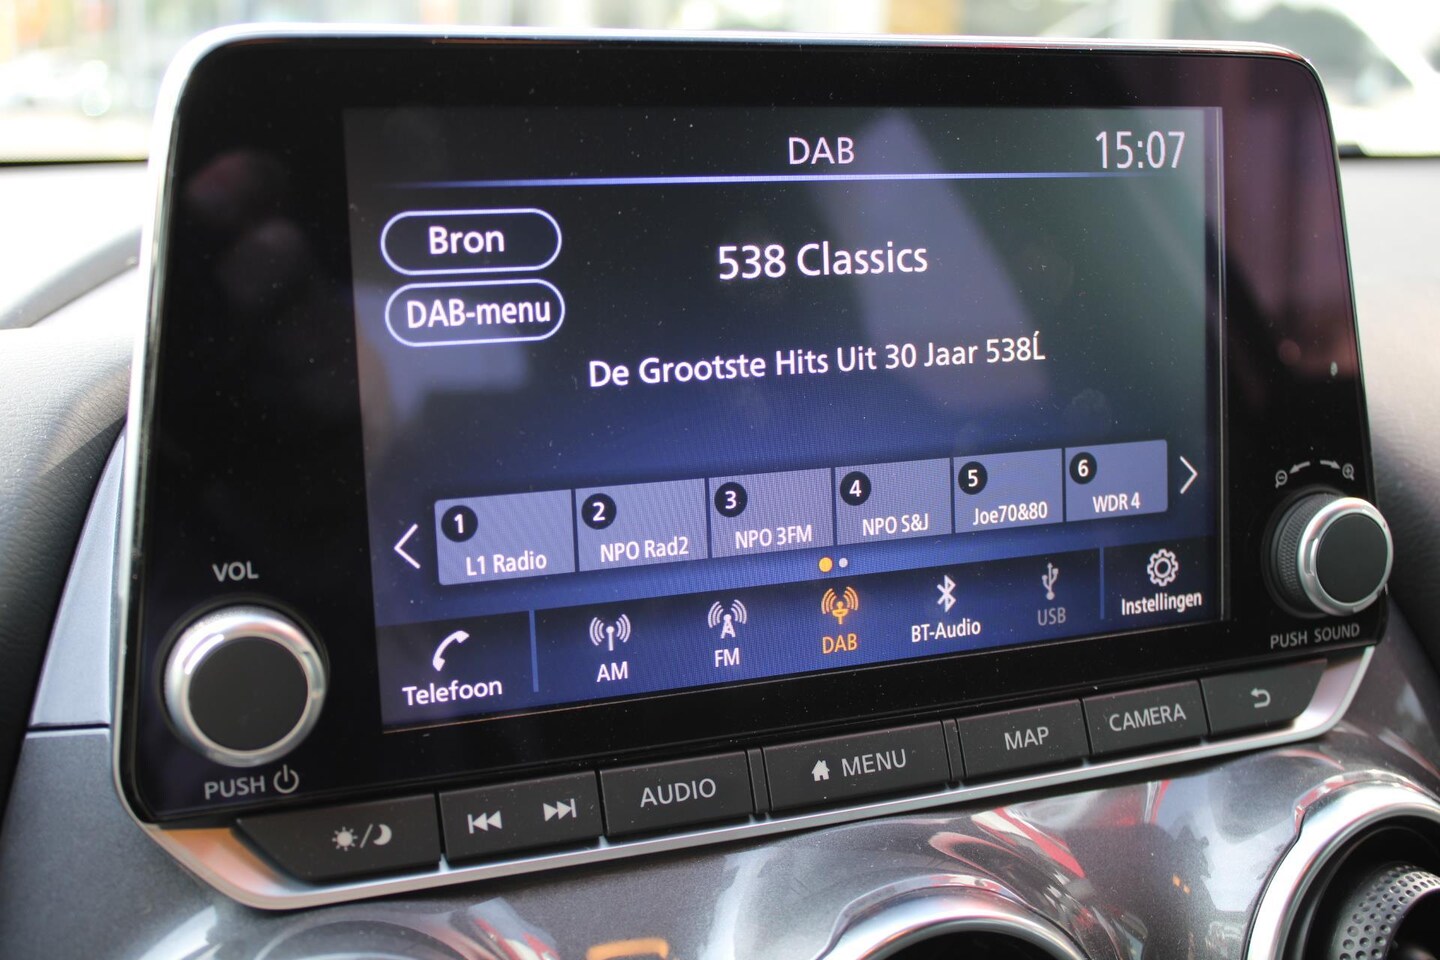 DAB
15:07
Bron
538 Classics
DAB-menu
De Grootste Hits Uit 30 Jaar 538Ĺ
1 L1 Radio
2 NPO Rad2
3 NPO 3FM
4 NPO S&J
5 Joe70&80
6 WDR 4
Telefoon
AM
FM
DAB
BT-Audio
USB
Instellingen
VOL
PUSH
PUSH SOUND
AUDIO
MENU
MAP
CAMERA